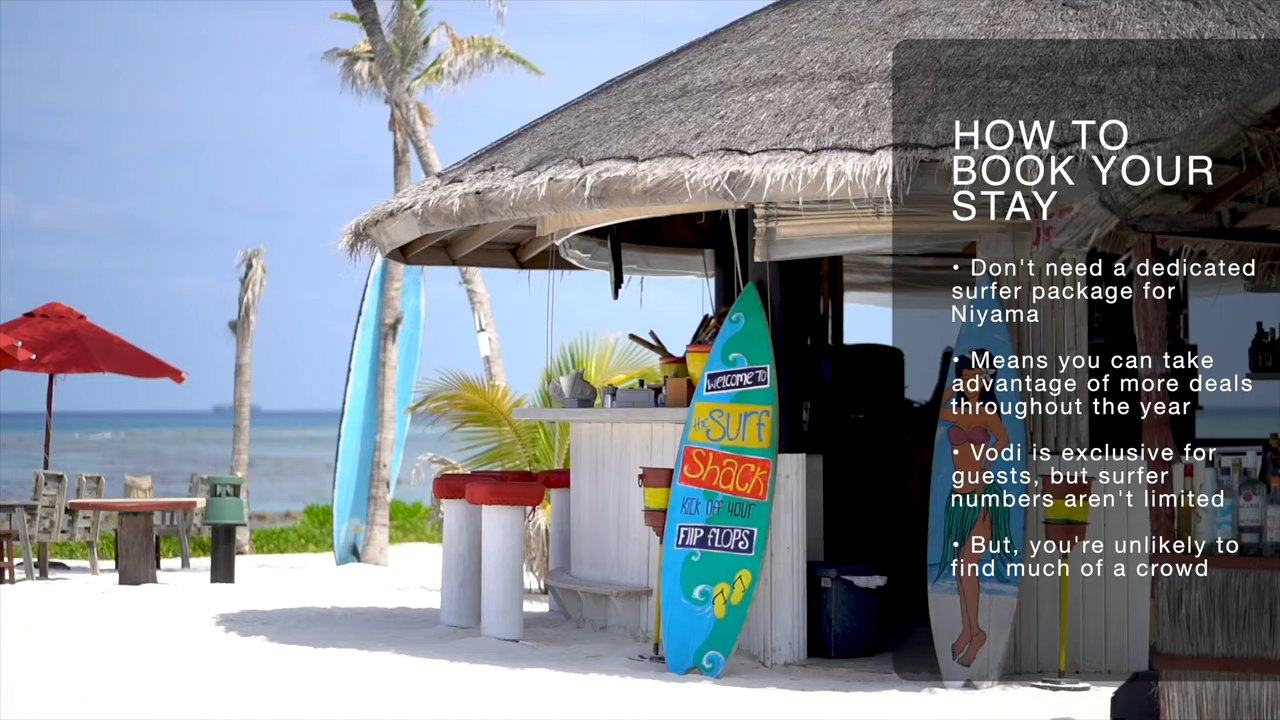 HOW TO
BOOK YOUR
STAY
• Don't need a dedicated
surfer package for
Niyama
• Means you can take
advantage of more deals
throughout the year
• Vodi is exclusive for
guests, but surfer
numbers aren't limited
• But, you're unlikely to
find much of a crowd
WELCOME TO
the Surf
Shack
KICK OFF YOUR
FLIP FLOPS